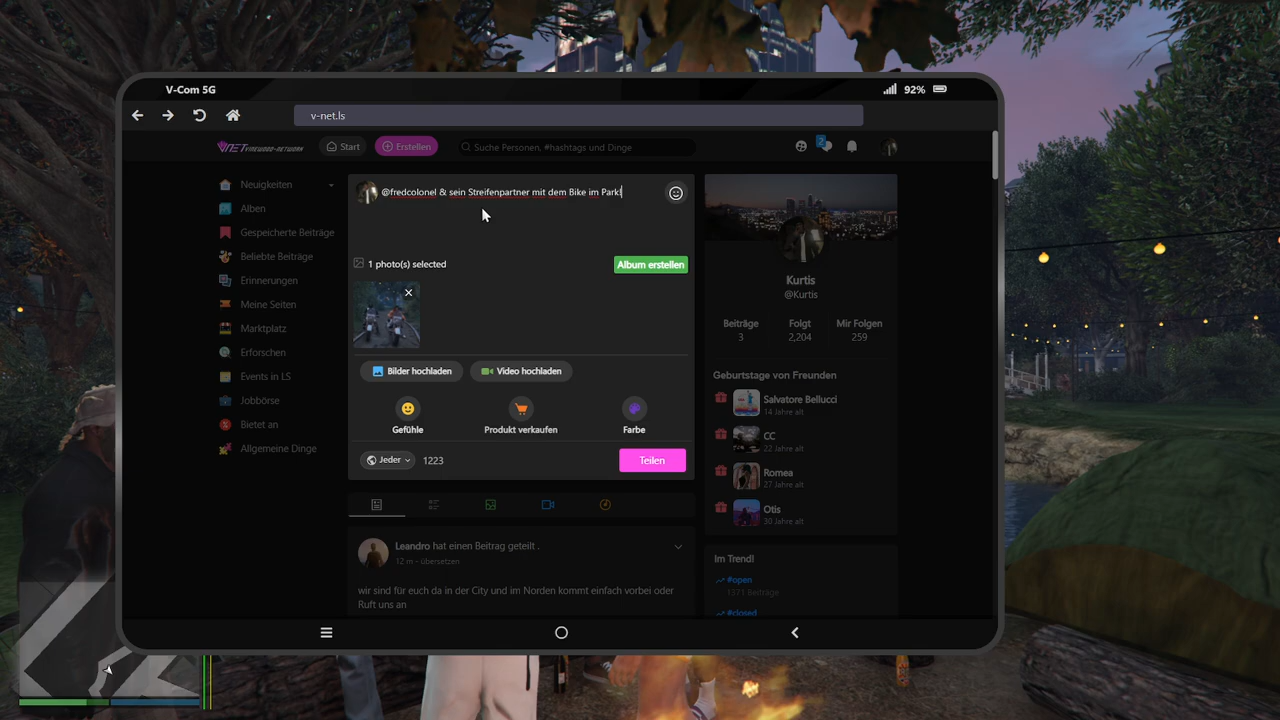 V-Com 5G
92%
v-net.ls
VNET FIREWOOD-NETWORK
Start
Erstellen
Suche Personen, #hashtags und Dinge
2
Neuigkeiten
Alben
Gespeicherte Beiträge
Beliebte Beiträge
Erinnerungen
Meine Seiten
Marktplatz
Erforschen
Events in LS
Jobbörse
Bietet an
Allgemeine Dinge
@fredcolonel & sein Streifenpartner mit dem Bike im Park!
1 photo(s) selected
Album erstellen
Bilder hochladen
Video hochladen
Gefühle
Produkt verkaufen
Farbe
Jeder
1223
Teilen
Leandro hat einen Beitrag geteilt .
12 m - übersetzen
wir sind für euch da in der City und im Norden kommt einfach vorbei oder
Ruft uns an
Kurtis
@Kurtis
Beiträge
3
Folgt
2,204
Mir Folgen
259
Geburtstage von Freunden
Salvatore Bellucci
14 Jahre alt
CC
22 Jahre alt
Romea
27 Jahre alt
Otis
30 Jahre alt
Im Trend!
#open
1371 Beiträge
#closed